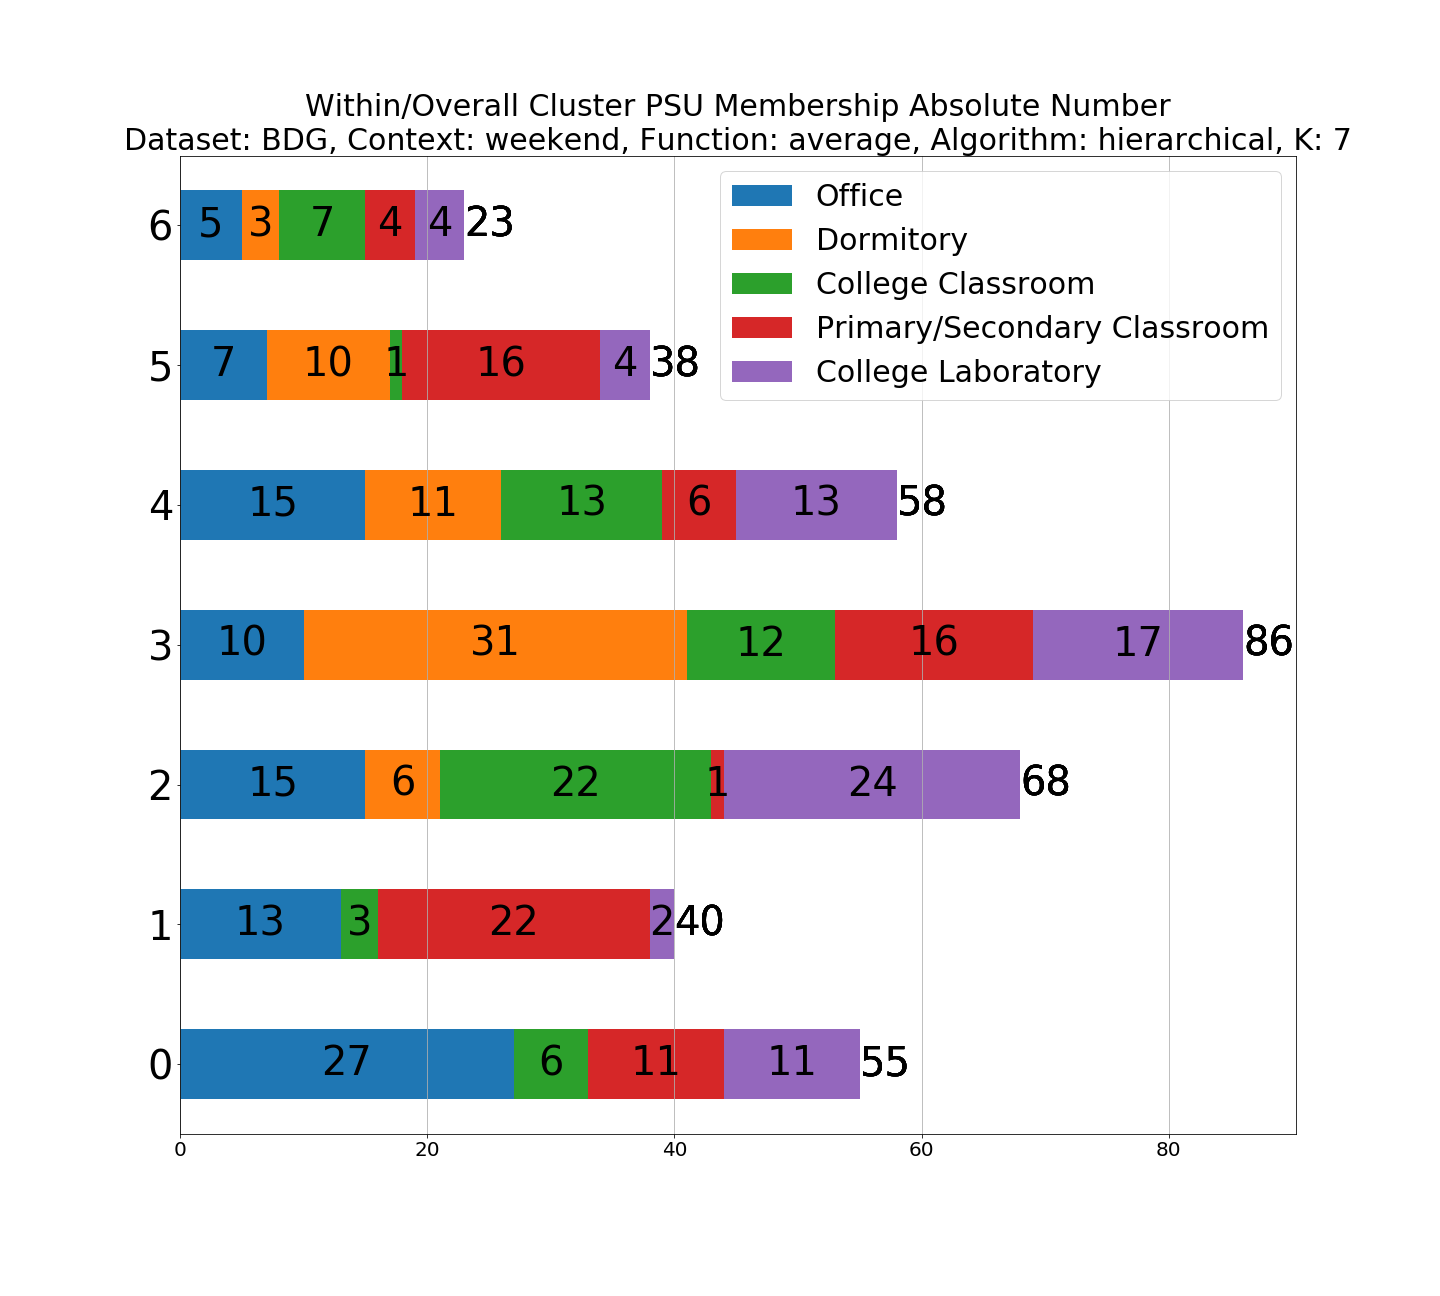 Within/Overall Cluster PSU Membership Absolute Number
Dataset: BDG, Context: weekend, Function: average, Algorithm: hierarchical, K: 7
Office
Dormitory
College Classroom
Primary/Secondary Classroom
College Laboratory
6 5 3 7 4 4 23
5 7 10 1 16 4 38
4 15 11 13 6 13 58
3 10 31 12 16 17 86
2 15 6 22 1 24 68
1 13 3 22 2 40
0 27 6 11 11 55
0 20 40 60 80